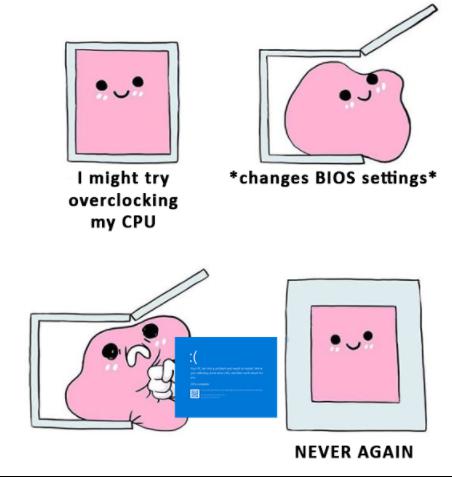 I might try
overclocking
my CPU
*changes BIOS settings*
:(
NEVER AGAIN